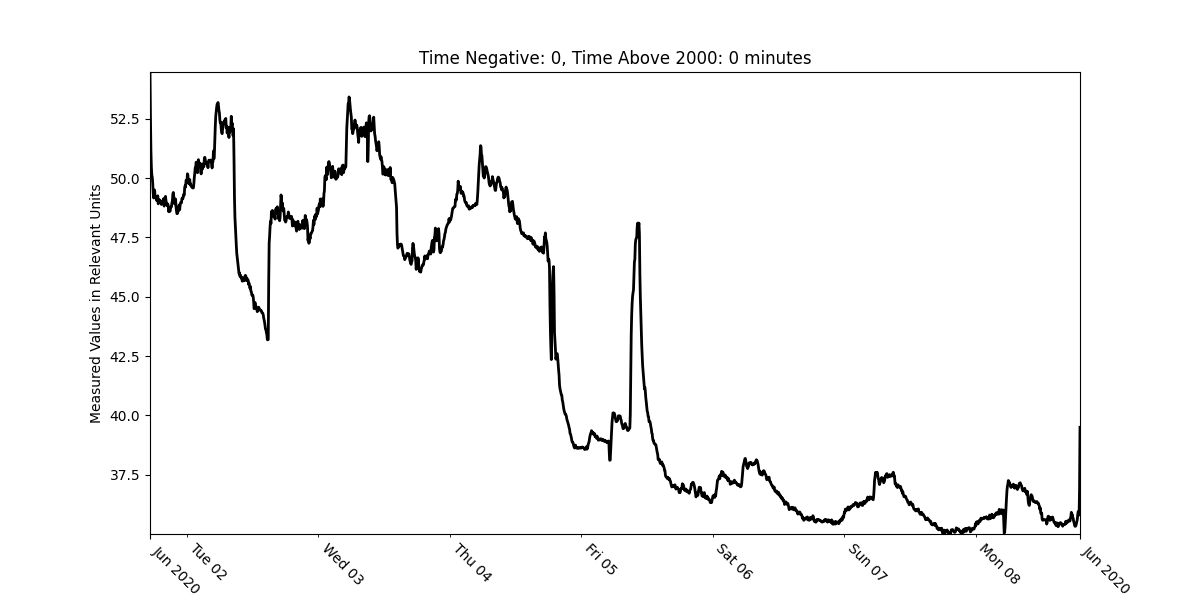 Time Negative: 0, Time Above 2000: 0 minutes
Measured Values in Relevant Units
52.5
50.0
47.5
45.0
42.5
40.0
37.5
Jun 2020
Tue 02
Wed 03
Thu 04
Fri 05
Sat 06
Sun 07
Mon 08
Jun 2020